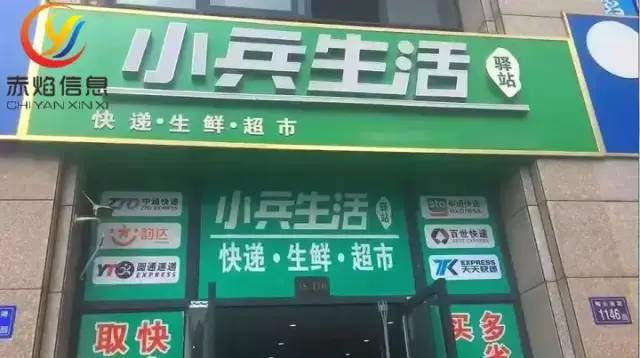 赤焰信息
CHI YAN XIN XI
小兵生活
驿站
快递·生鲜·超市
ZTO 中通快递
ZTO EXPRESS
韵达
YTO 圆通速递
EXPRESS
小兵生活
驿站
快递·生鲜·超市
sto 申通快递
百世快递
TK 天天快递
EXPRESS
取快
买多
1146